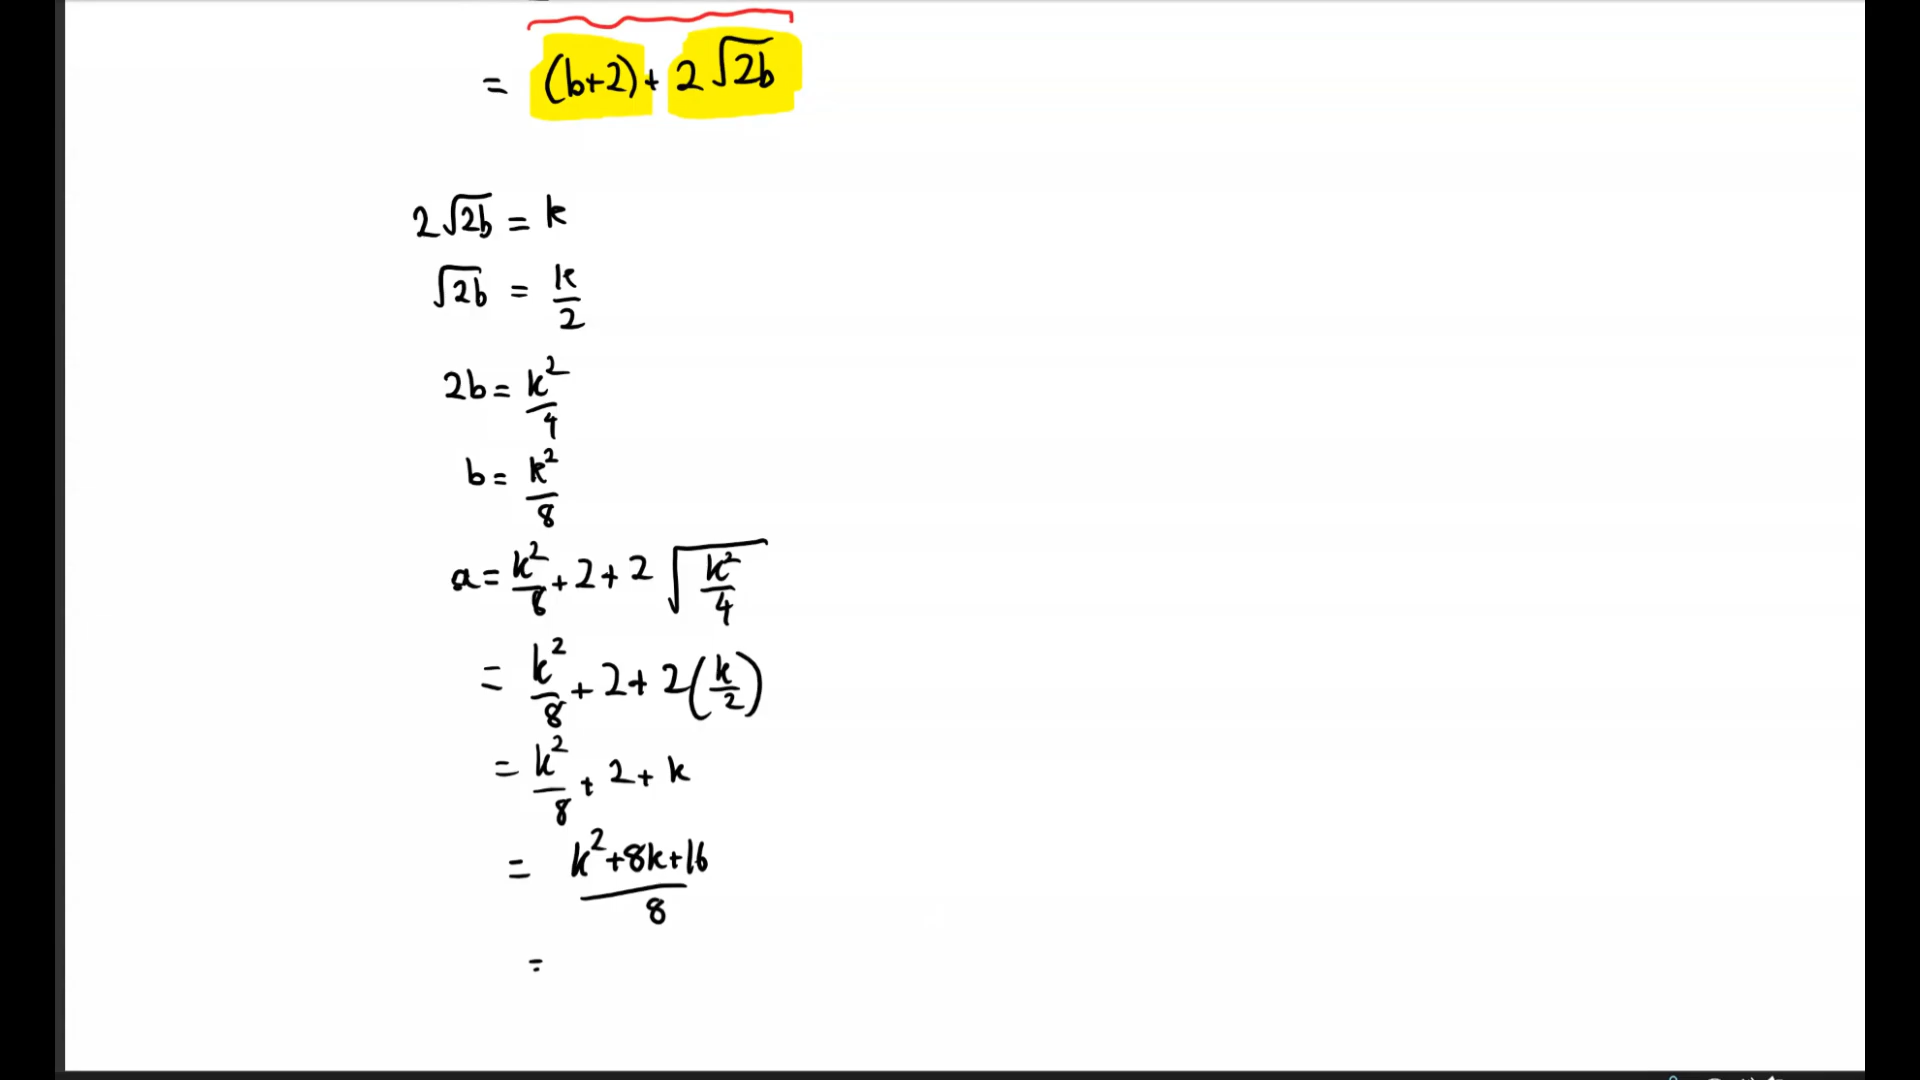 = (b+2) + 2√2b
2√2b = k
√2b = k/2
2b = k²/4
b = k²/8
a = k²/8 + 2 + 2√(k²/4)
= k²/8 + 2 + 2(k/2)
= k²/8 + 2 + k
= k²+8k+16/8
=